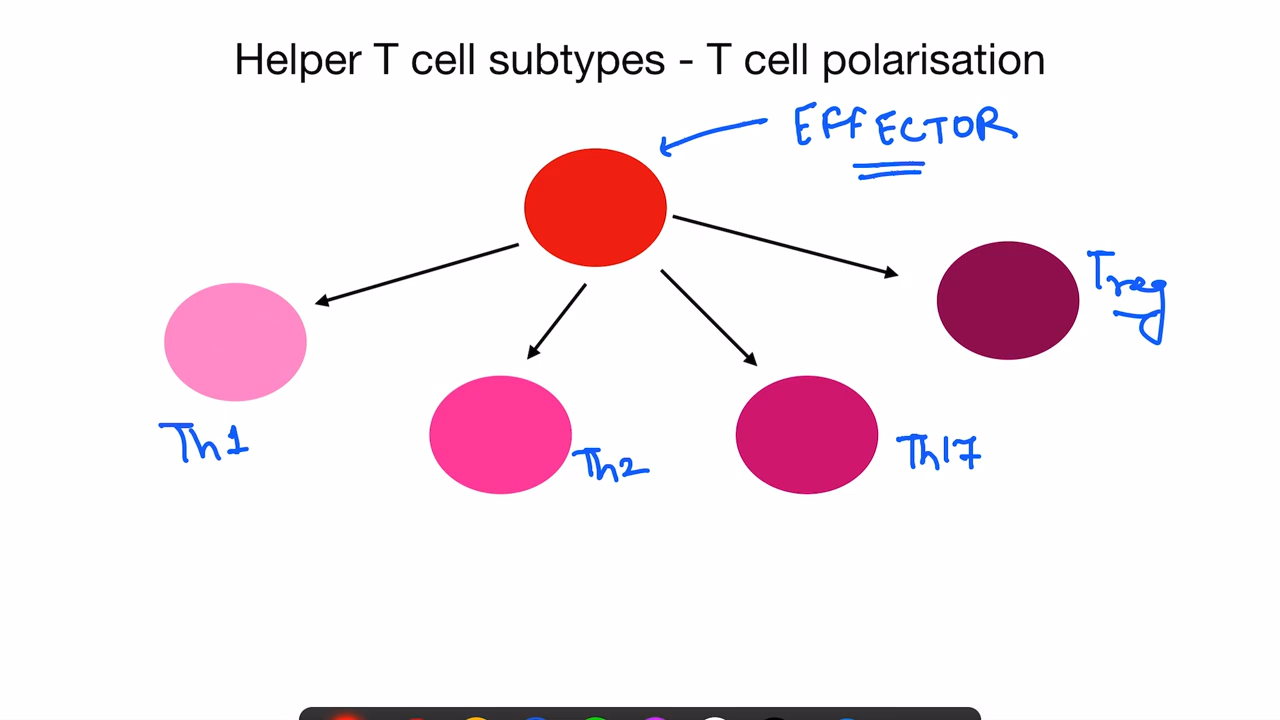 Helper T cell subtypes - T cell polarisation
EFFECTOR
Treg
Th1
Th2
Th17